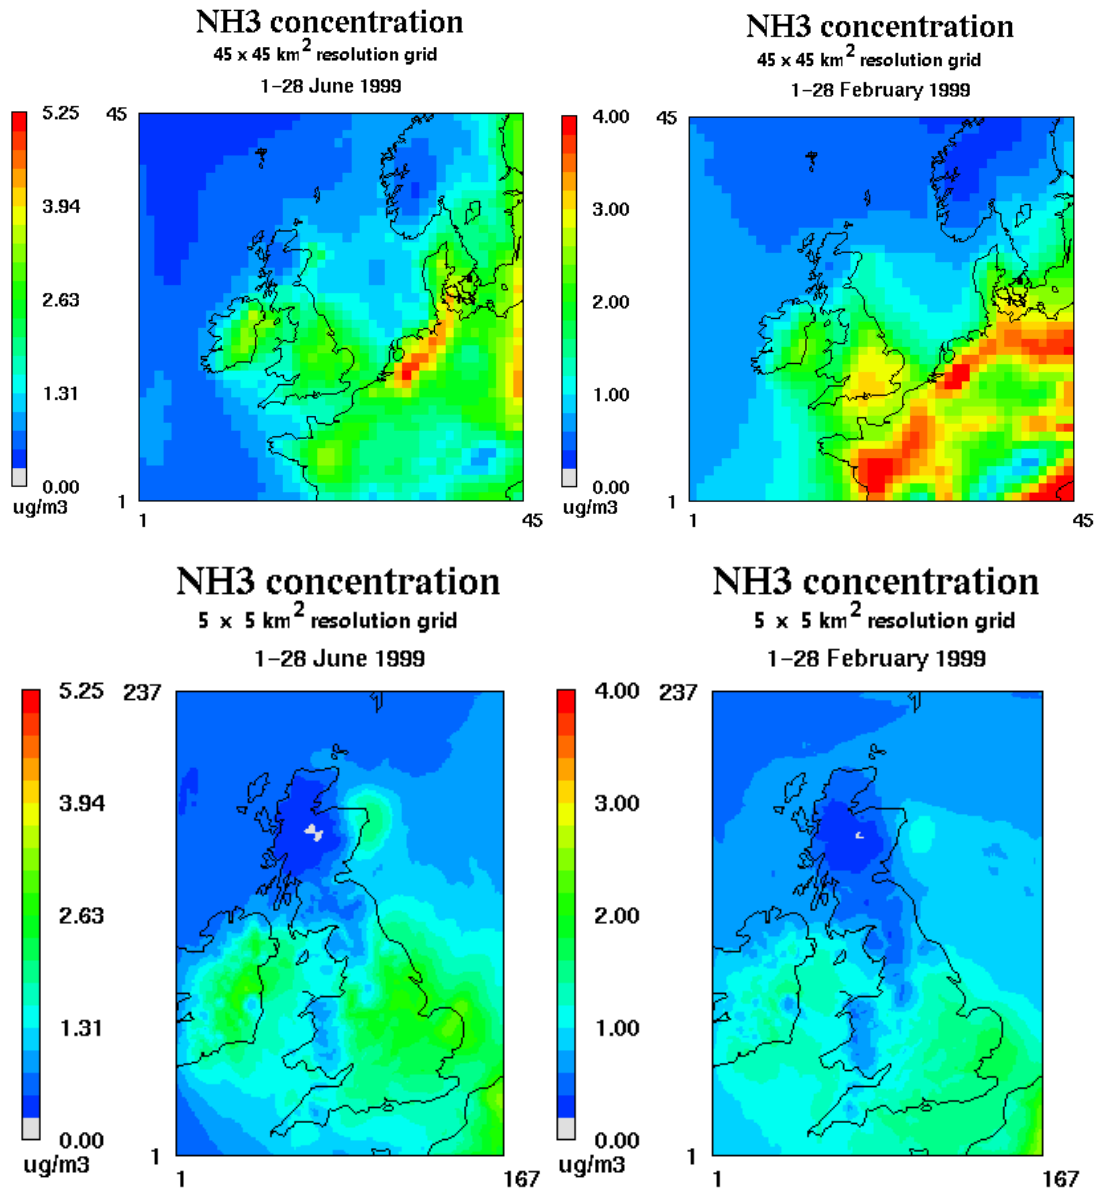 NH3 concentration
45 x 45 km2 resolution grid
1-28 June 1999
5.25
3.94
2.63
1.31
0.00
ug/m3
45
1
1
45
NH3 concentration
45 x 45 km2 resolution grid
1-28 February 1999
4.00
3.00
2.00
1.00
0.00
ug/m3
45
1
1
45
NH3 concentration
5 x 5 km2 resolution grid
1-28 June 1999
5.25
3.94
2.63
1.31
0.00
ug/m3
237
1
1
167
NH3 concentration
5 x 5 km2 resolution grid
1-28 February 1999
4.00
3.00
2.00
1.00
0.00
ug/m3
237
1
1
167